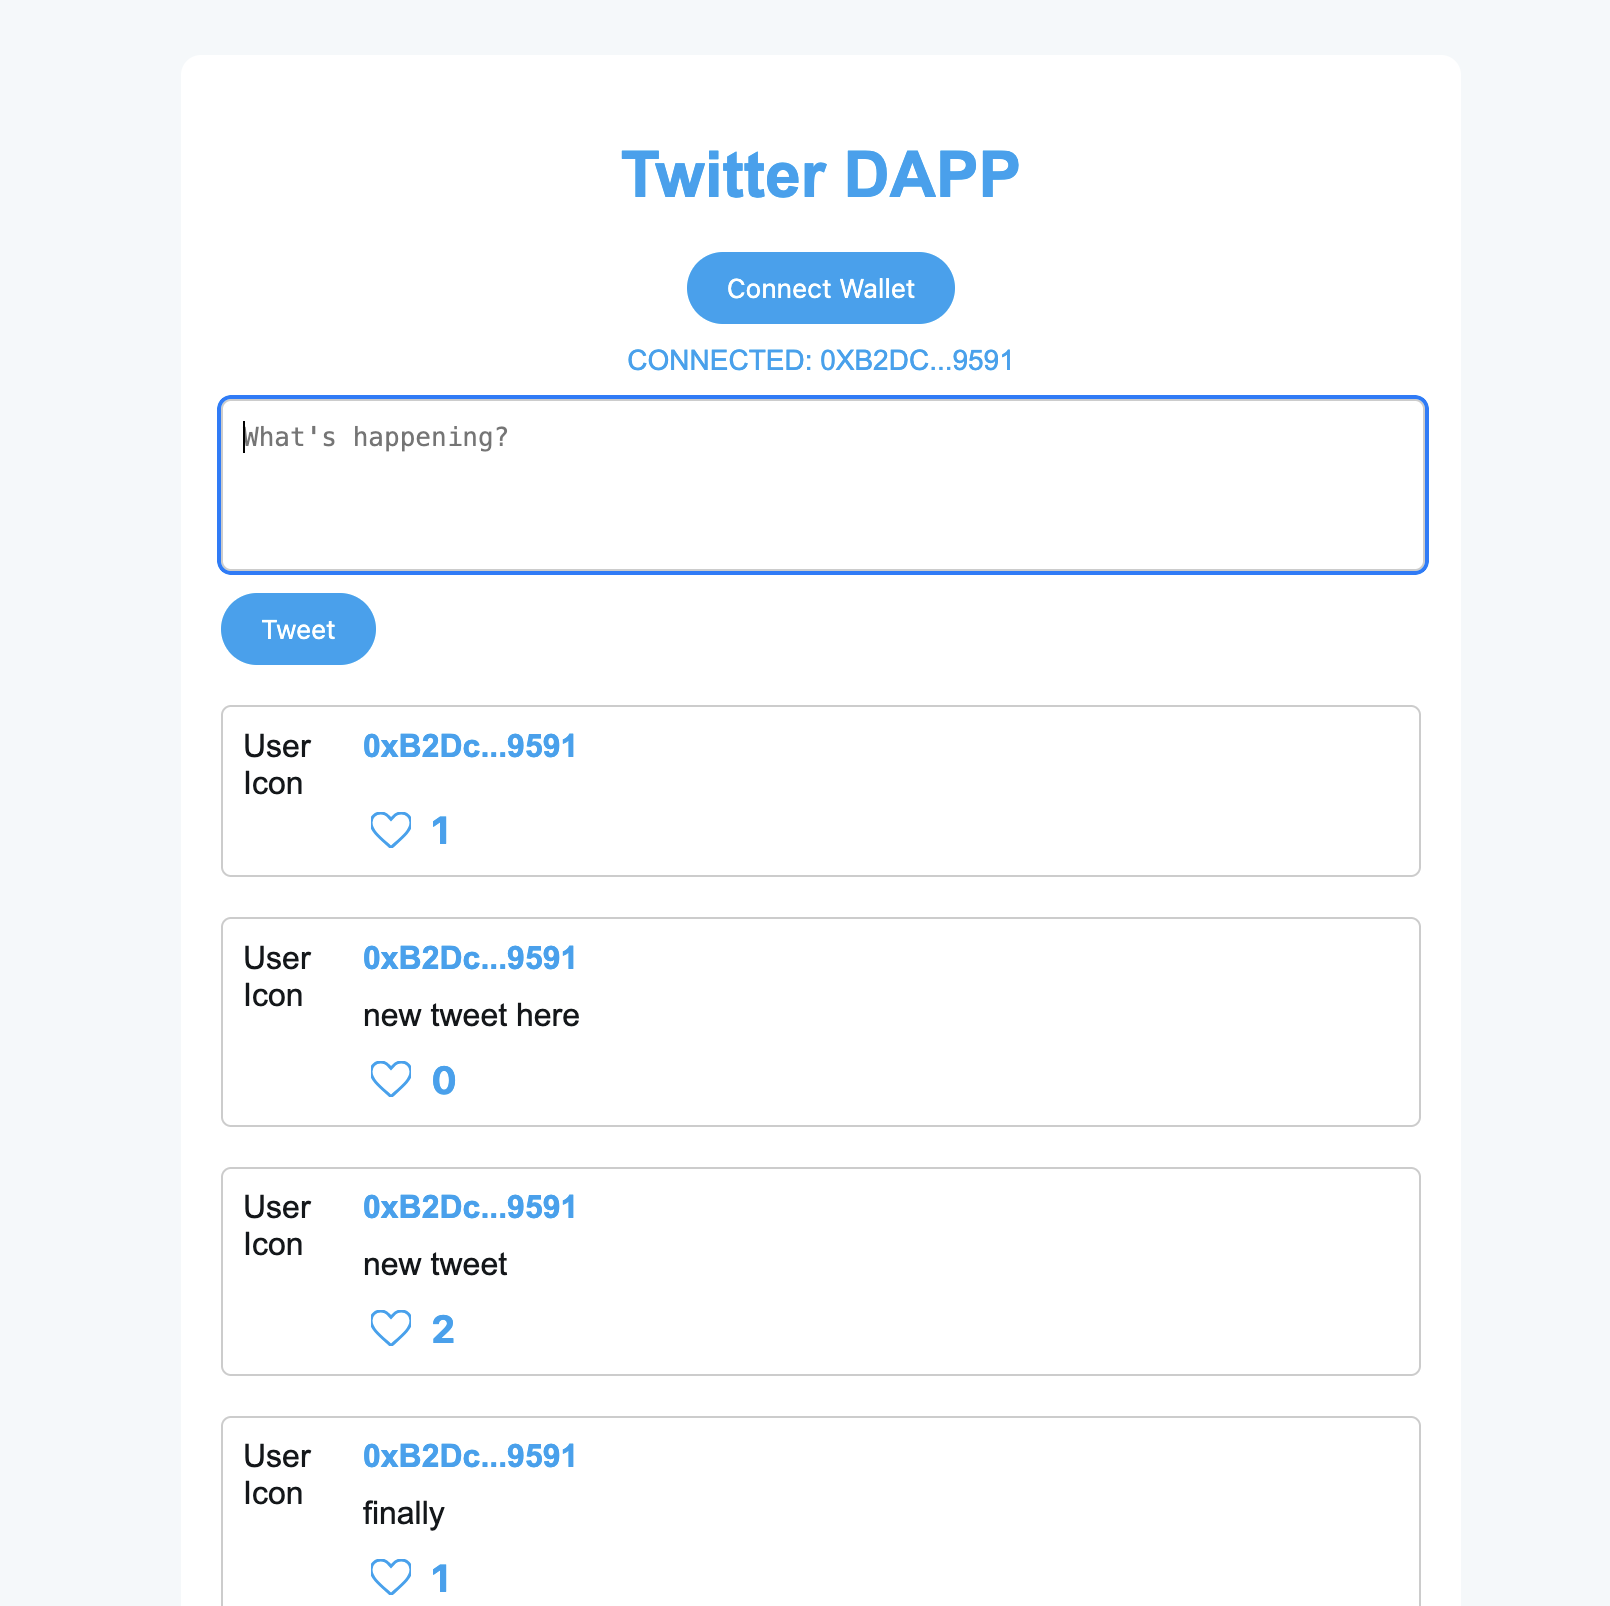 Twitter DAPP
Connect Wallet
CONNECTED: 0XB2DC...9591
What's happening?
Tweet
User
Icon
0xB2Dc...9591
1
User
Icon
0xB2Dc...9591
new tweet here
0
User
Icon
0xB2Dc...9591
new tweet
2
User
Icon
0xB2Dc...9591
finally
1